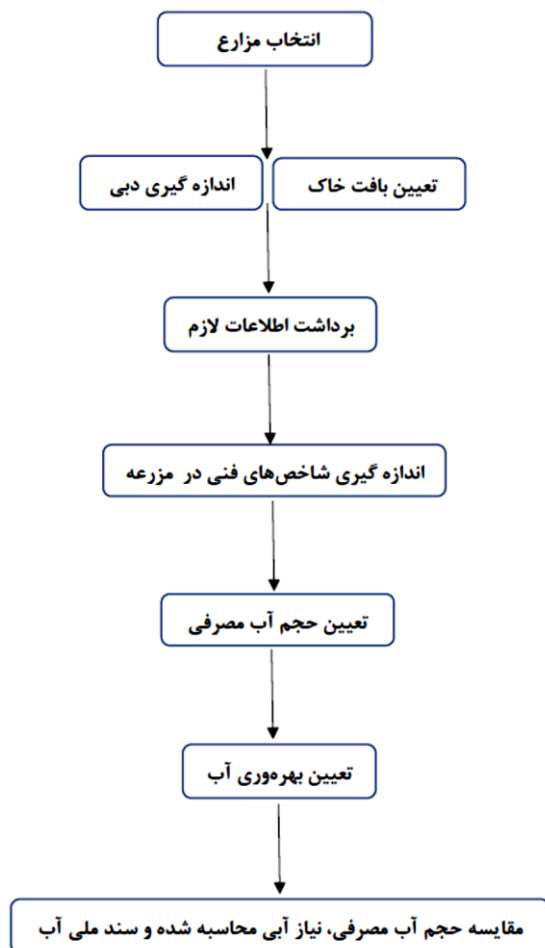 انتخاب مزارع
تعیین بافت خاک
اندازه گیری دبی
برداشت اطلاعات لازم
اندازه گیری شاخص‌های فنی در مزرعه
تعیین حجم آب مصرفی
تعیین بهره‌وری آب
مقایسه حجم آب مصرفی، نیاز آبی محاسبه شده و سند ملی آب